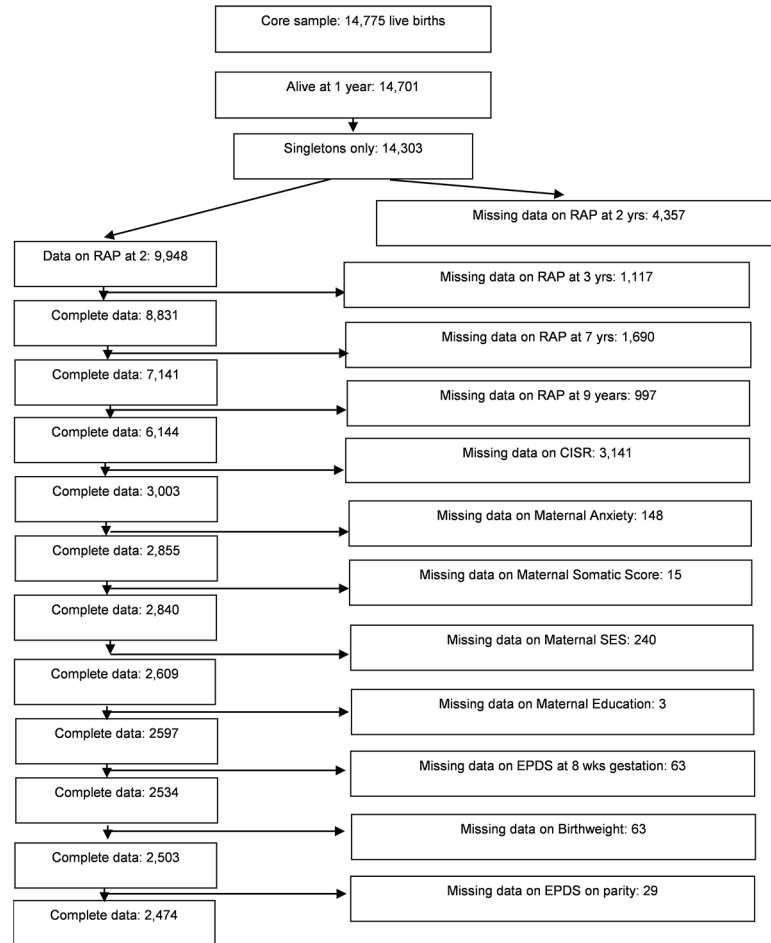 Core sample: 14,775 live births
Alive at 1 year: 14,701
Singletons only: 14,303
Missing data on RAP at 2 yrs: 4,357
Data on RAP at 2: 9,948
Missing data on RAP at 3 yrs: 1,117
Complete data: 8,831
Missing data on RAP at 7 yrs: 1,690
Complete data: 7,141
Missing data on RAP at 9 years: 997
Complete data: 6,144
Missing data on CISR: 3,141
Complete data: 3,003
Missing data on Maternal Anxiety: 148
Complete data: 2,855
Missing data on Maternal Somatic Score: 15
Complete data: 2,840
Missing data on Maternal SES: 240
Complete data: 2,609
Missing data on Maternal Education: 3
Complete data: 2597
Missing data on EPDS at 8 wks gestation: 63
Complete data: 2534
Missing data on Birthweight: 63
Complete data: 2,503
Missing data on EPDS on parity: 29
Complete data: 2,474